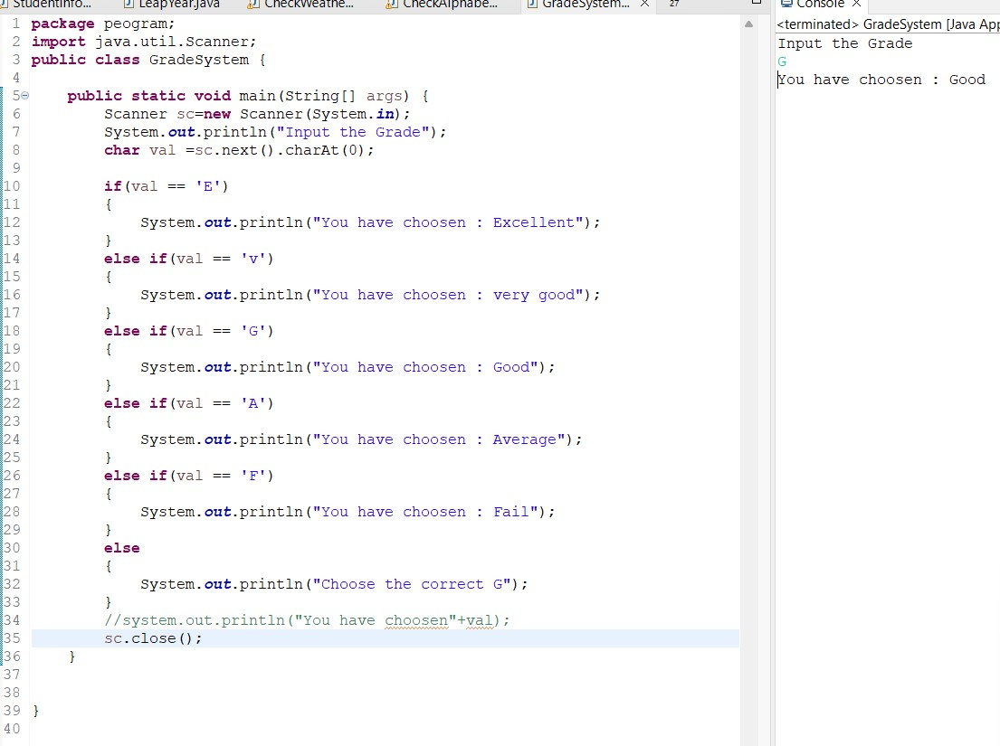 StudentInfo... LeapYear.java CheckWeathe... CheckAlphabe... GradeSystem... 27
1 package peogram;
2 import java.util.Scanner;
3 public class GradeSystem {
4
5 public static void main(String[] args) {
6 Scanner sc=new Scanner(System.in);
7 System.out.println("Input the Grade");
8 char val =sc.next().charAt(0);
9
10 if(val == 'E')
11 {
12 System.out.println("You have choosen : Excellent");
13 }
14 else if(val == 'v')
15 {
16 System.out.println("You have choosen : very good");
17 }
18 else if(val == 'G')
19 {
20 System.out.println("You have choosen : Good");
21 }
22 else if(val == 'A')
23 {
24 System.out.println("You have choosen : Average");
25 }
26 else if(val == 'F')
27 {
28 System.out.println("You have choosen : Fail");
29 }
30 else
31 {
32 System.out.println("Choose the correct G");
33 }
34 //system.out.println("You have choosen"+val);
35 sc.close();
36 }
37
38
39 }
40
Console
<terminated> GradeSystem [Java App
Input the Grade
G
You have choosen : Good